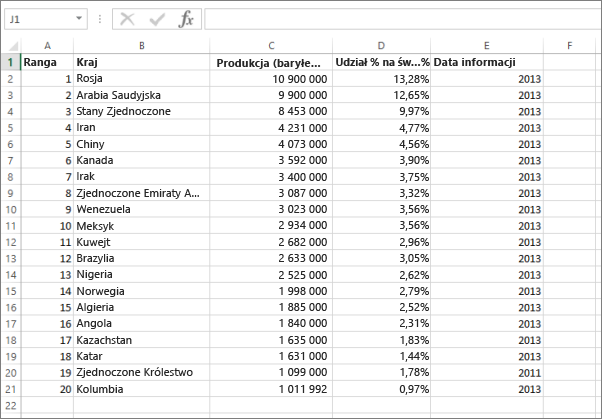 J1 fx
A B C D E F
1 Ranga Kraj Produkcja (baryłe... Udział % na św...% Data informacji
2 1 Rosja 10 900 000 13,28% 2013
3 2 Arabia Saudyjska 9 900 000 12,65% 2013
4 3 Stany Zjednoczone 8 453 000 9,97% 2013
5 4 Iran 4 231 000 4,77% 2013
6 5 Chiny 4 073 000 4,56% 2013
7 6 Kanada 3 592 000 3,90% 2013
8 7 Irak 3 400 000 3,75% 2013
9 8 Zjednoczone Emiraty A... 3 087 000 3,32% 2013
10 9 Wenezuela 3 023 000 3,56% 2013
11 10 Meksyk 2 934 000 3,56% 2013
12 11 Kuwejt 2 682 000 2,96% 2013
13 12 Brazylia 2 633 000 3,05% 2013
14 13 Nigeria 2 525 000 2,62% 2013
15 14 Norwegia 1 998 000 2,79% 2013
16 15 Algieria 1 885 000 2,52% 2013
17 16 Angola 1 840 000 2,31% 2013
18 17 Kazachstan 1 635 000 1,83% 2013
19 18 Katar 1 631 000 1,44% 2013
20 19 Zjednoczone Królestwo 1 099 000 1,78% 2011
21 20 Kolumbia 1 011 992 0,97% 2013
22